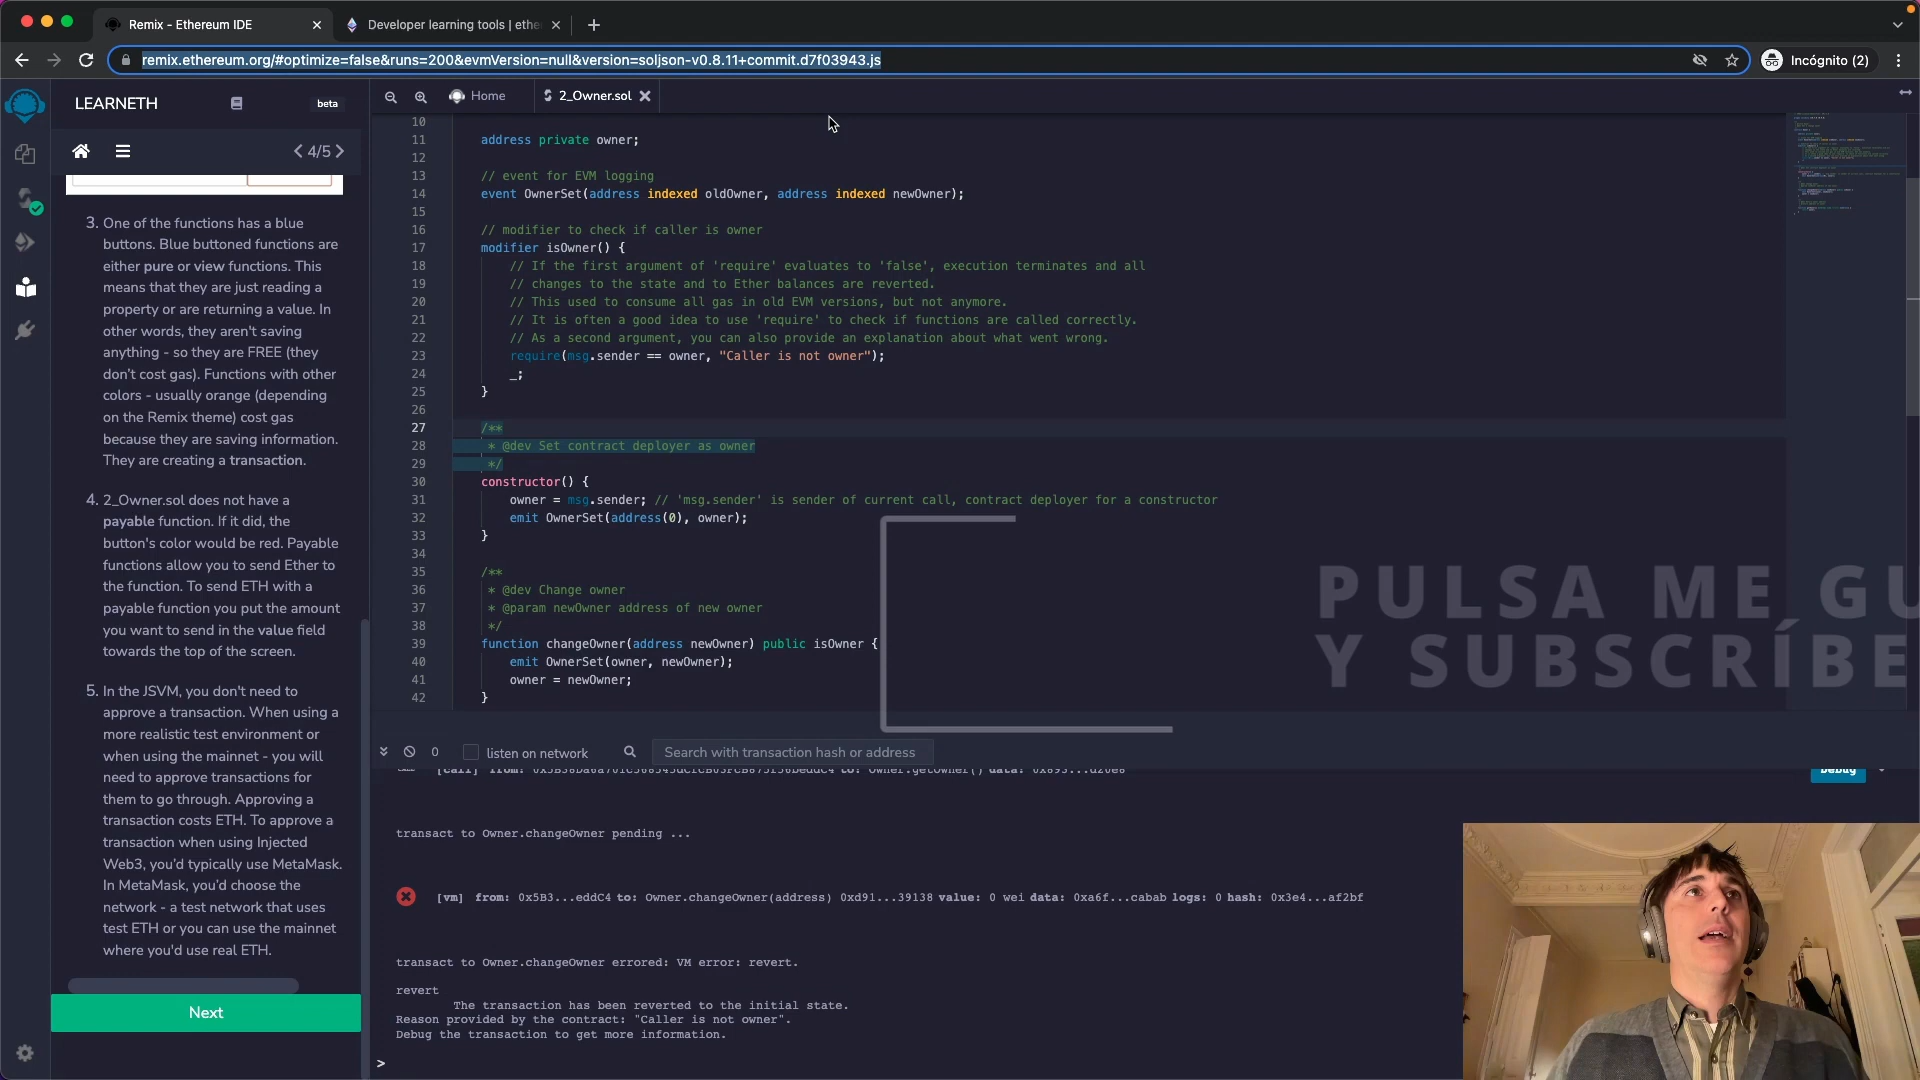 Remix - Ethereum IDE
Developer learning tools | ethe
remix.ethereum.org/#optimize=false&runs=200&evmVersion=null&version=soljson-v0.8.11+commit.d7f03943.js
Incógnito (2)
LEARNETH
beta
4/5
3. One of the functions has a blue
buttons. Blue buttoned functions are
either pure or view functions. This
means that they are just reading a
property or are returning a value. In
other words, they aren't saving
anything - so they are FREE (they
don't cost gas). Functions with other
colors - usually orange (depending
on the Remix theme) cost gas
because they are saving information.
They are creating a transaction.
4. 2_Owner.sol does not have a
payable function. If it did, the
button's color would be red. Payable
functions allow you to send Ether to
the function. To send ETH with a
payable function you put the amount
you want to send in the value field
towards the top of the screen.
5. In the JSVM, you don't need to
approve a transaction. When using a
more realistic test environment or
when using the mainnet - you will
need to approve transactions for
them to go through. Approving a
transaction costs ETH. To approve a
transaction when using Injected
Web3, you'd typically use MetaMask.
In MetaMask, you'd choose the
network - a test network that uses
test ETH or you can use the mainnet
where you'd use real ETH.
Next
Home
2_Owner.sol
10
11 address private owner;
12
13 // event for EVM logging
14 event OwnerSet(address indexed oldOwner, address indexed newOwner);
15
16 // modifier to check if caller is owner
17 modifier isOwner() {
18 // If the first argument of 'require' evaluates to 'false', execution terminates and all
19 // changes to the state and to Ether balances are reverted.
20 // This used to consume all gas in old EVM versions, but not anymore.
21 // It is often a good idea to use 'require' to check if functions are called correctly.
22 // As a second argument, you can also provide an explanation about what went wrong.
23 require(msg.sender == owner, "Caller is not owner");
24 _;
25 }
26
27 /**
28 * @dev Set contract deployer as owner
29 */
30 constructor() {
31 owner = msg.sender; // 'msg.sender' is sender of current call, contract deployer for a constructor
32 emit OwnerSet(address(0), owner);
33 }
34
35 /**
36 * @dev Change owner
37 * @param newOwner address of new owner
38 */
39 function changeOwner(address newOwner) public isOwner {
40 emit OwnerSet(owner, newOwner);
41 owner = newOwner;
42 }
PULSA ME GU
Y SUBSCRÍBE
0
listen on network
Search with transaction hash or address
Debug
transact to Owner.changeOwner pending ...
[vm] from: 0x5B3...eddC4 to: Owner.changeOwner(address) 0xd91...39138 value: 0 wei data: 0xa6f...cabab logs: 0 hash: 0x3e4...af2bf
transact to Owner.changeOwner errored: VM error: revert.
revert
The transaction has been reverted to the initial state.
Reason provided by the contract: "Caller is not owner".
Debug the transaction to get more information.
>